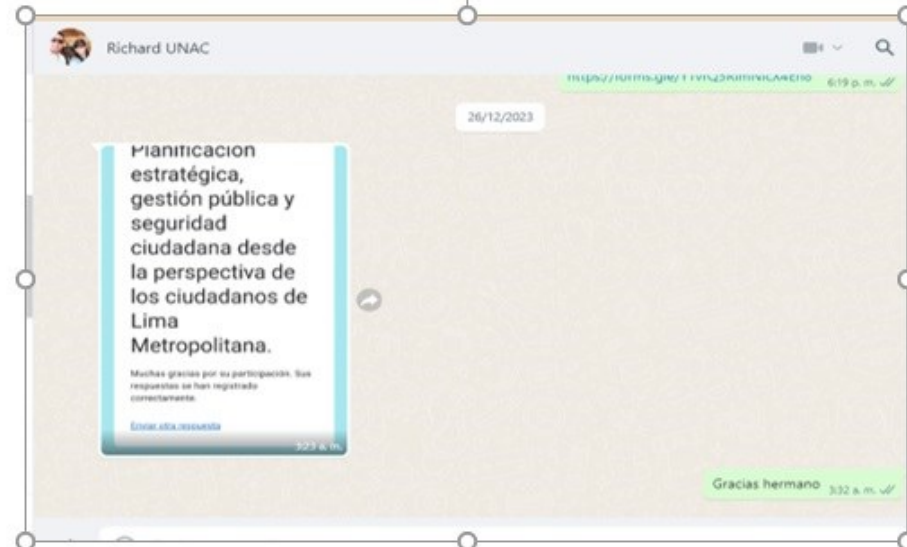 Richard UNAC
6:19 p. m.
26/12/2023
Planificación
estratégica,
gestión pública y
seguridad
ciudadana desde
la perspectiva de
los ciudadanos de
Lima
Metropolitana.
Muchas gracias por su participación. Sus
respuestas se han registrado
correctamente.
Enviar otra respuesta
3:23 a. m.
Gracias hermano 3:32 a. m.